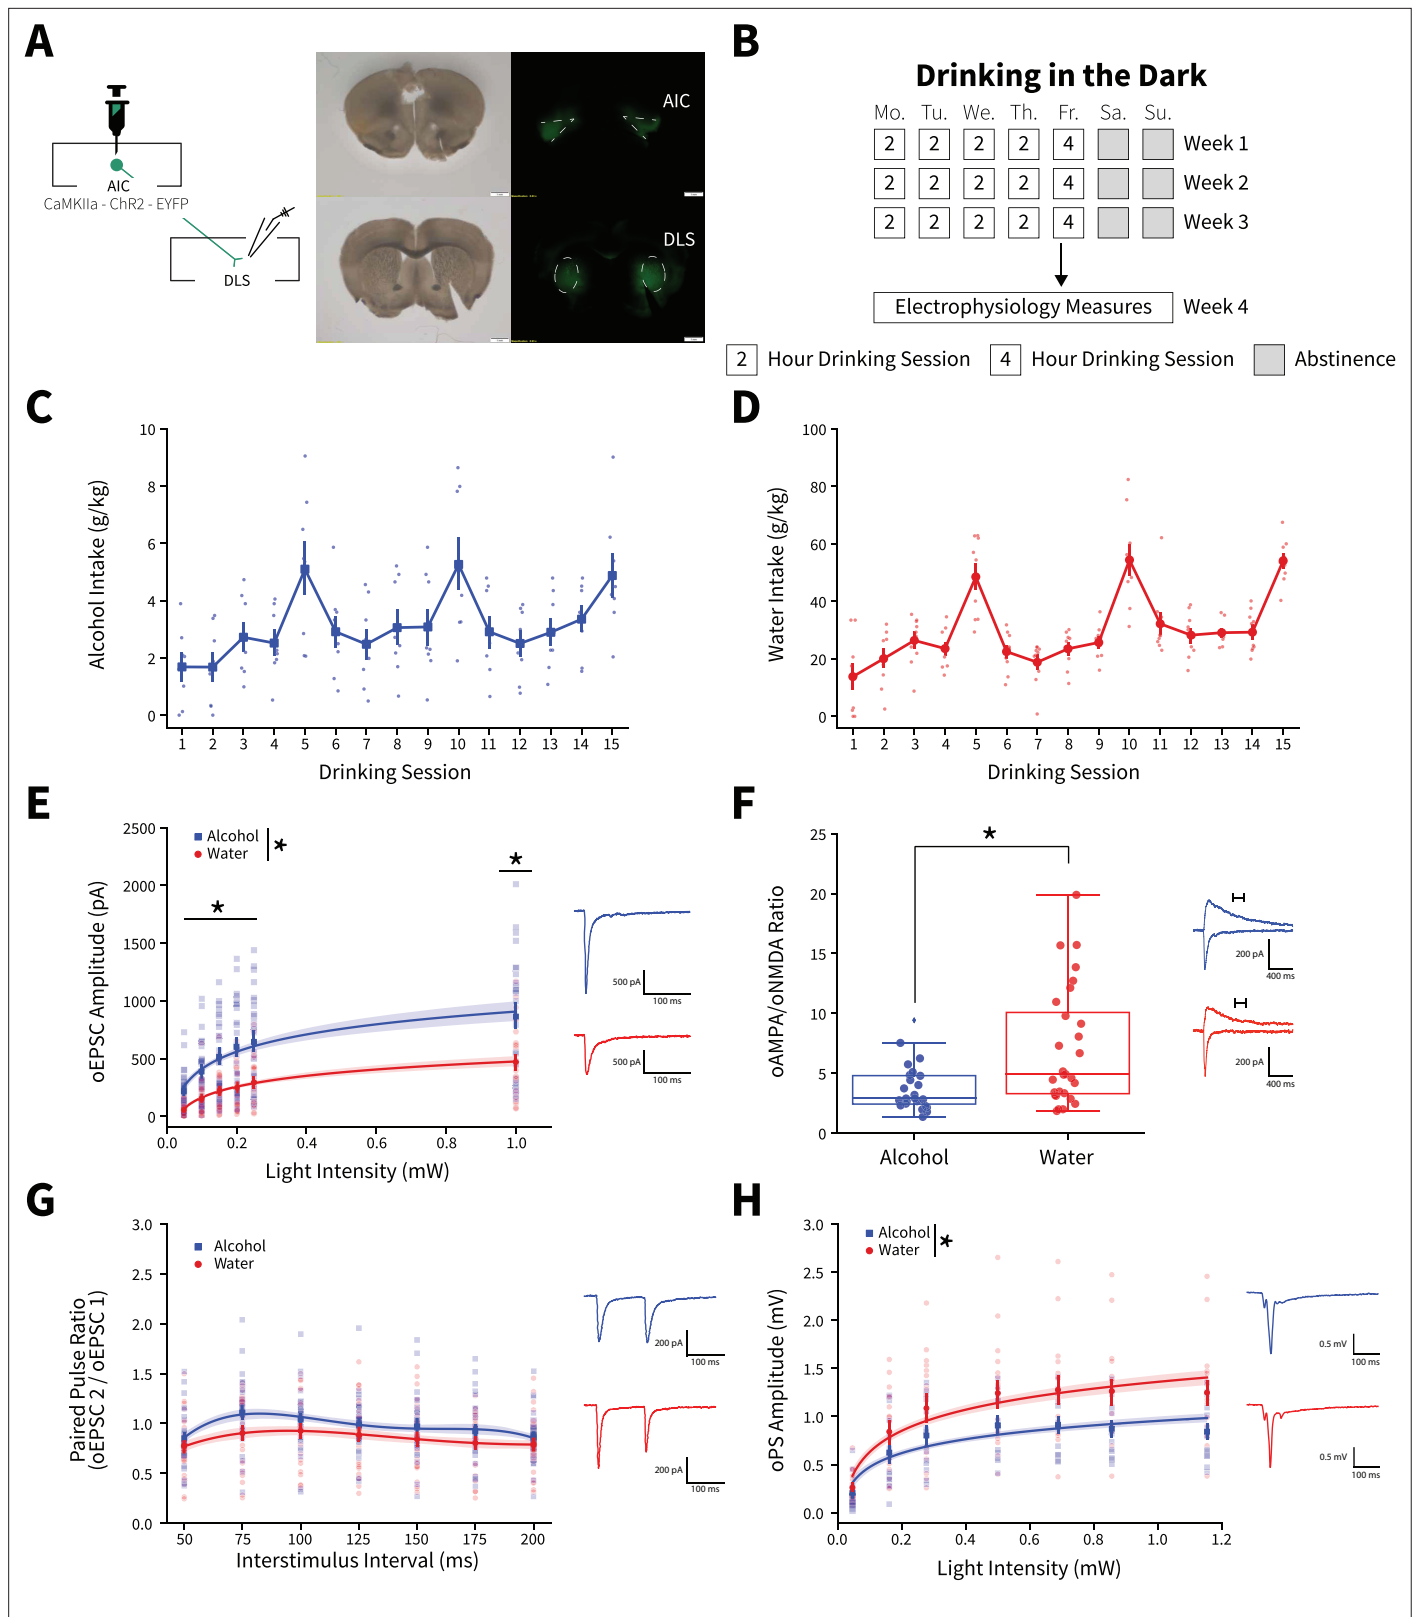 A
AIC
CaMKIIa - ChR2 - EYFP
DLS
AIC
DLS
B
Drinking in the Dark
Mo. Tu. We. Th. Fr. Sa. Su.
2 2 2 2 4 Week 1
2 2 2 2 4 Week 2
2 2 2 2 4 Week 3
Electrophysiology Measures Week 4
2 Hour Drinking Session 4 Hour Drinking Session Abstinence
C
Alcohol Intake (g/kg)
10
8
6
4
2
0
1 2 3 4 5 6 7 8 9 10 11 12 13 14 15
Drinking Session
D
Water Intake (g/kg)
100
80
60
40
20
0
1 2 3 4 5 6 7 8 9 10 11 12 13 14 15
Drinking Session
E
oEPSC Amplitude (pA)
2500
2000
1500
1000
500
0
Alcohol
Water
*
*
*
0.0 0.2 0.4 0.6 0.8 1.0
Light Intensity (mW)
500 pA
100 ms
500 pA
100 ms
F
oAMPA/oNMDA Ratio
25
20
15
10
5
0
*
Alcohol Water
200 pA
400 ms
200 pA
400 ms
G
Paired Pulse Ratio
(oEPSC 2 / oEPSC 1)
3.0
2.5
2.0
1.5
1.0
0.5
0.0
Alcohol
Water
50 75 100 125 150 175 200
Interstimulus Interval (ms)
200 pA
100 ms
200 pA
100 ms
H
oPS Amplitude (mV)
3.0
2.5
2.0
1.5
1.0
0.5
0.0
Alcohol
Water
*
0.0 0.2 0.4 0.6 0.8 1.0 1.2
Light Intensity (mW)
0.5 mV
100 ms
0.5 mV
100 ms